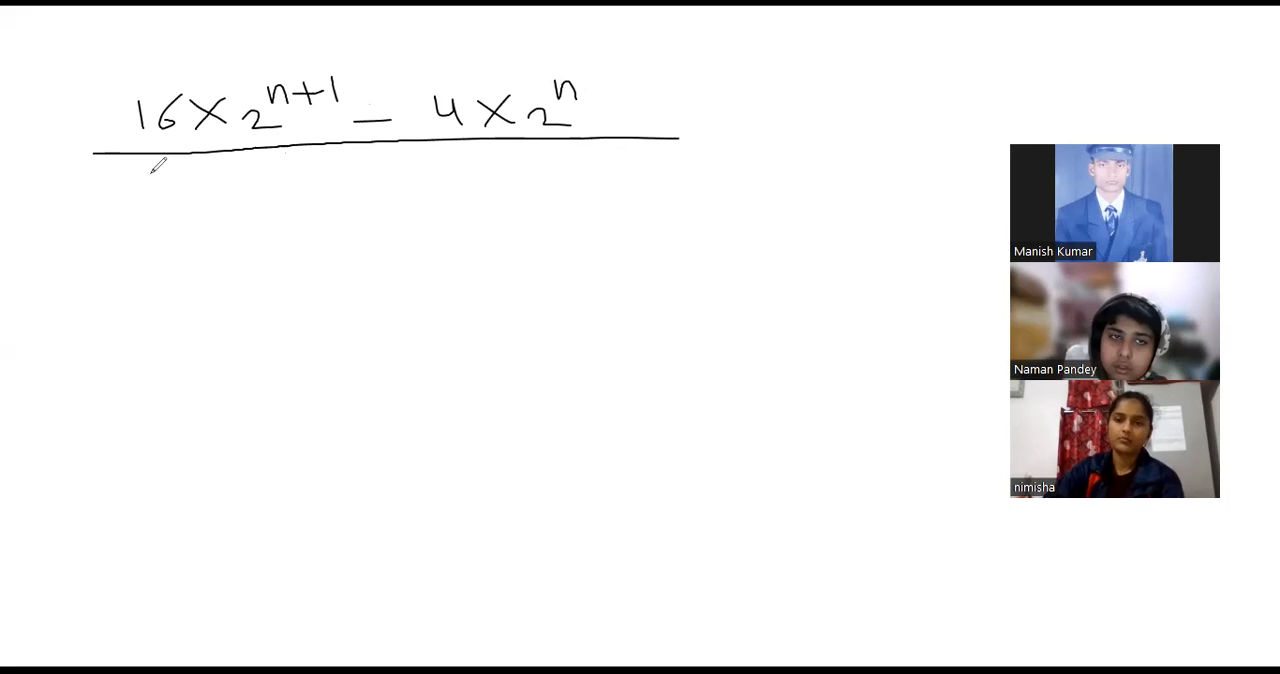 16 × 2^{n+1} − 4 × 2^n
Manish Kumar
Naman Pandey
nimisha